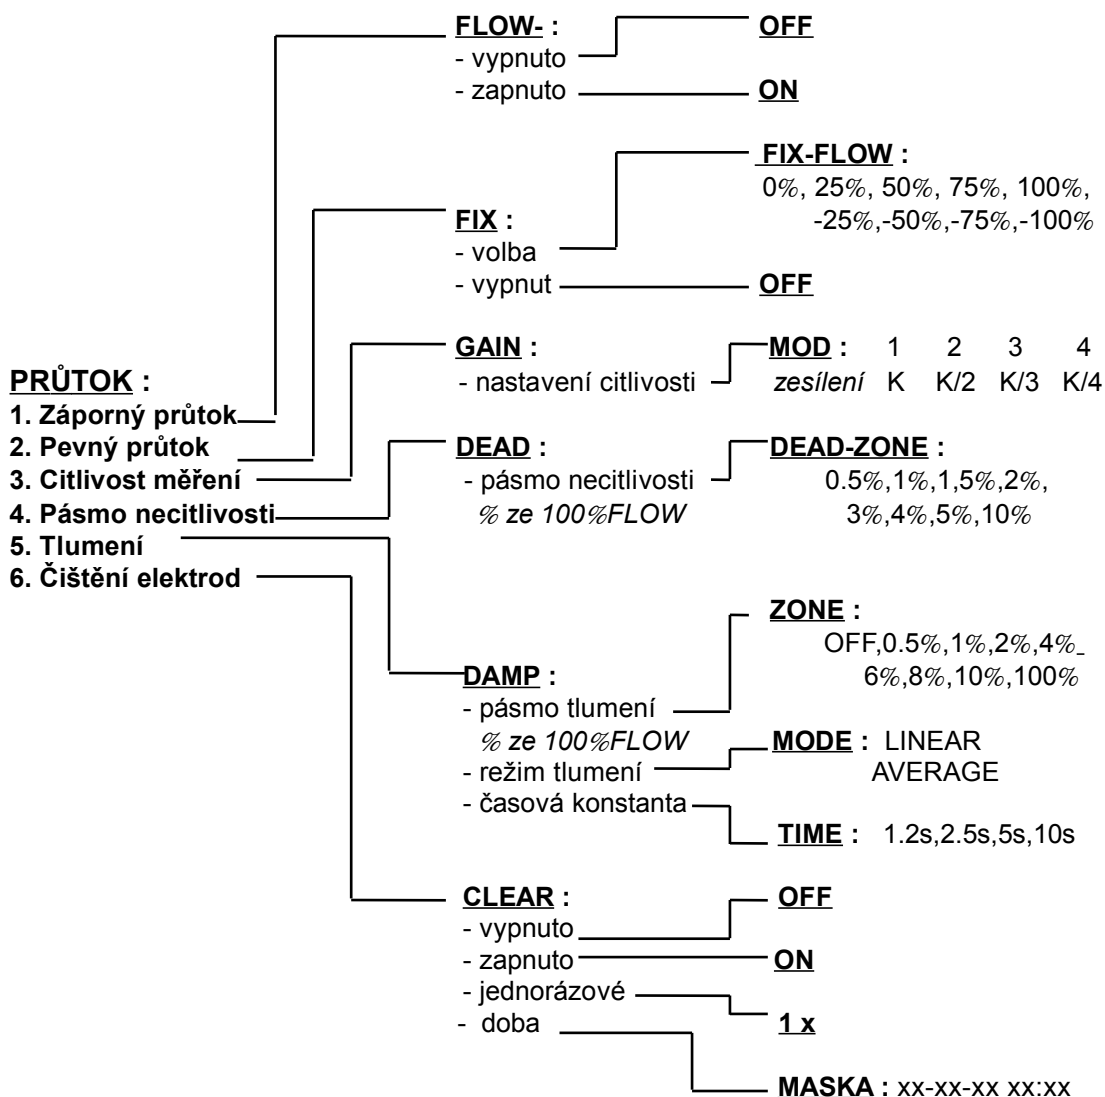 PRŮTOK :
1. Záporný průtok
2. Pevný průtok
3. Citlivost měření
4. Pásmo necitlivosti
5. Tlumení
6. Čištění elektrod
FLOW- :
- vypnuto
- zapnuto
OFF
ON
FIX :
- volba
- vypnut
FIX-FLOW :
0%, 25%, 50%, 75%, 100%,
-25%,-50%,-75%,-100%
OFF
GAIN :
- nastavení citlivosti
MOD : 1 2 3 4
zesílení K K/2 K/3 K/4
DEAD :
- pásmo necitlivosti
% ze 100%FLOW
DEAD-ZONE :
0.5%,1%,1,5%,2%,
3%,4%,5%,10%
DAMP :
- pásmo tlumení
% ze 100%FLOW
- režim tlumení
- časová konstanta
ZONE :
OFF,0.5%,1%,2%,4%_
6%,8%,10%,100%
MODE : LINEAR
AVERAGE
TIME : 1.2s,2.5s,5s,10s
CLEAR :
- vypnuto
- zapnuto
- jednorázové
- doba
OFF
ON
1 x
MASKA : xx-xx-xx xx:xx